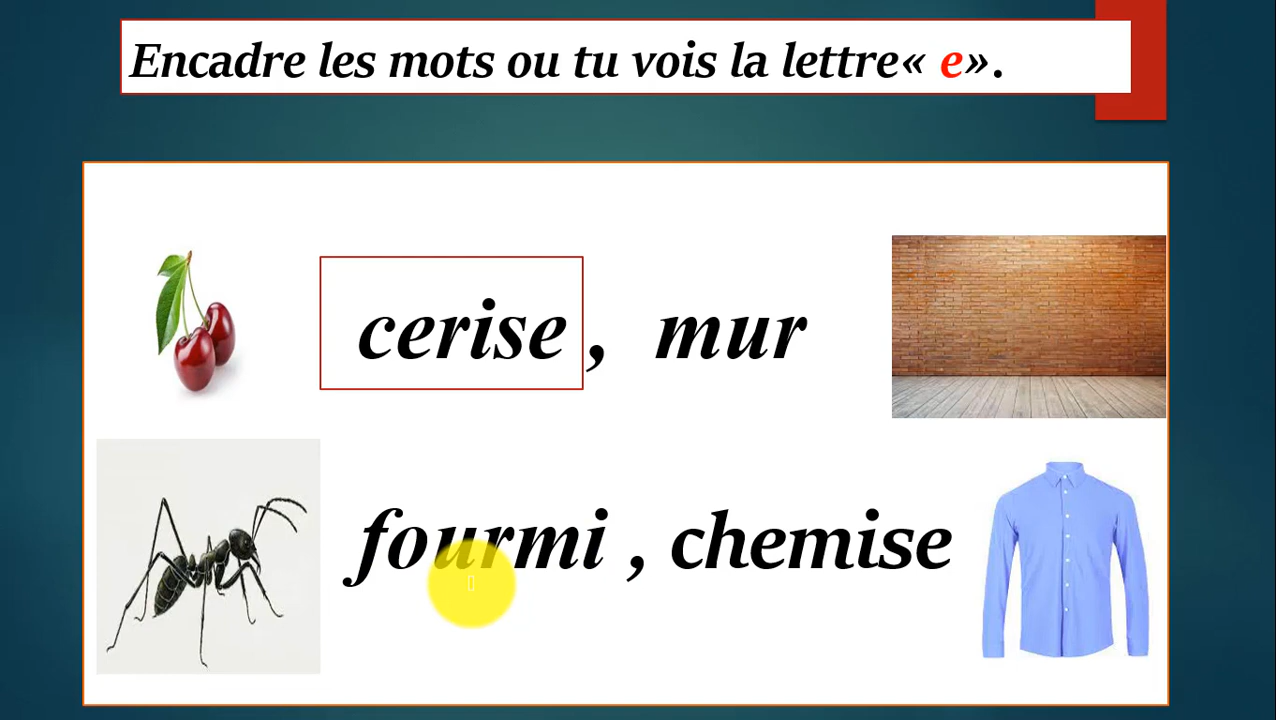 Encadre les mots ou tu vois la lettre« e».
cerise , mur
fourmi , chemise